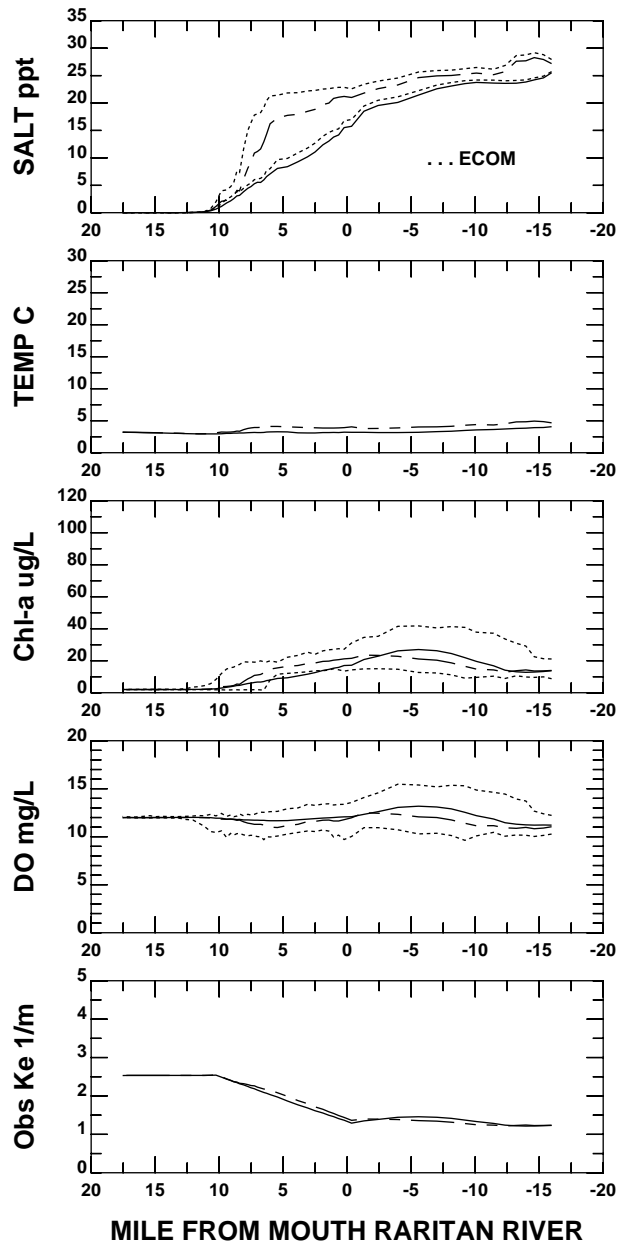 SALT ppt
35
30
25
20
15
10
5
0
. . . ECOM
20 15 10 5 0 -5 -10 -15 -20
TEMP C
30
25
20
15
10
5
0
20 15 10 5 0 -5 -10 -15 -20
Chl-a ug/L
120
100
80
60
40
20
0
20 15 10 5 0 -5 -10 -15 -20
DO mg/L
20
15
10
5
0
20 15 10 5 0 -5 -10 -15 -20
Obs Ke 1/m
5
4
3
2
1
0
20 15 10 5 0 -5 -10 -15 -20
MILE FROM MOUTH RARITAN RIVER